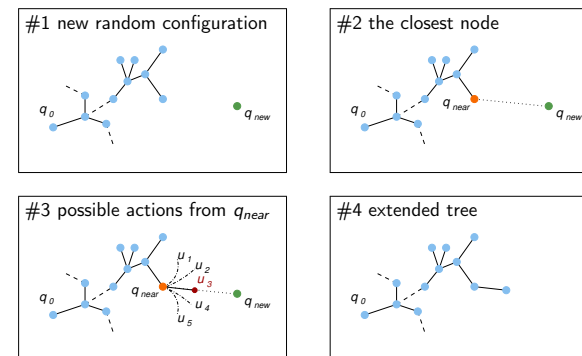 #1 new random configuration
q0
qnew
#2 the closest node
q0
qnear
qnew
#3 possible actions from qnear
u1
u2
u3
q0
qnear
qnew
u4
u5
#4 extended tree
q0